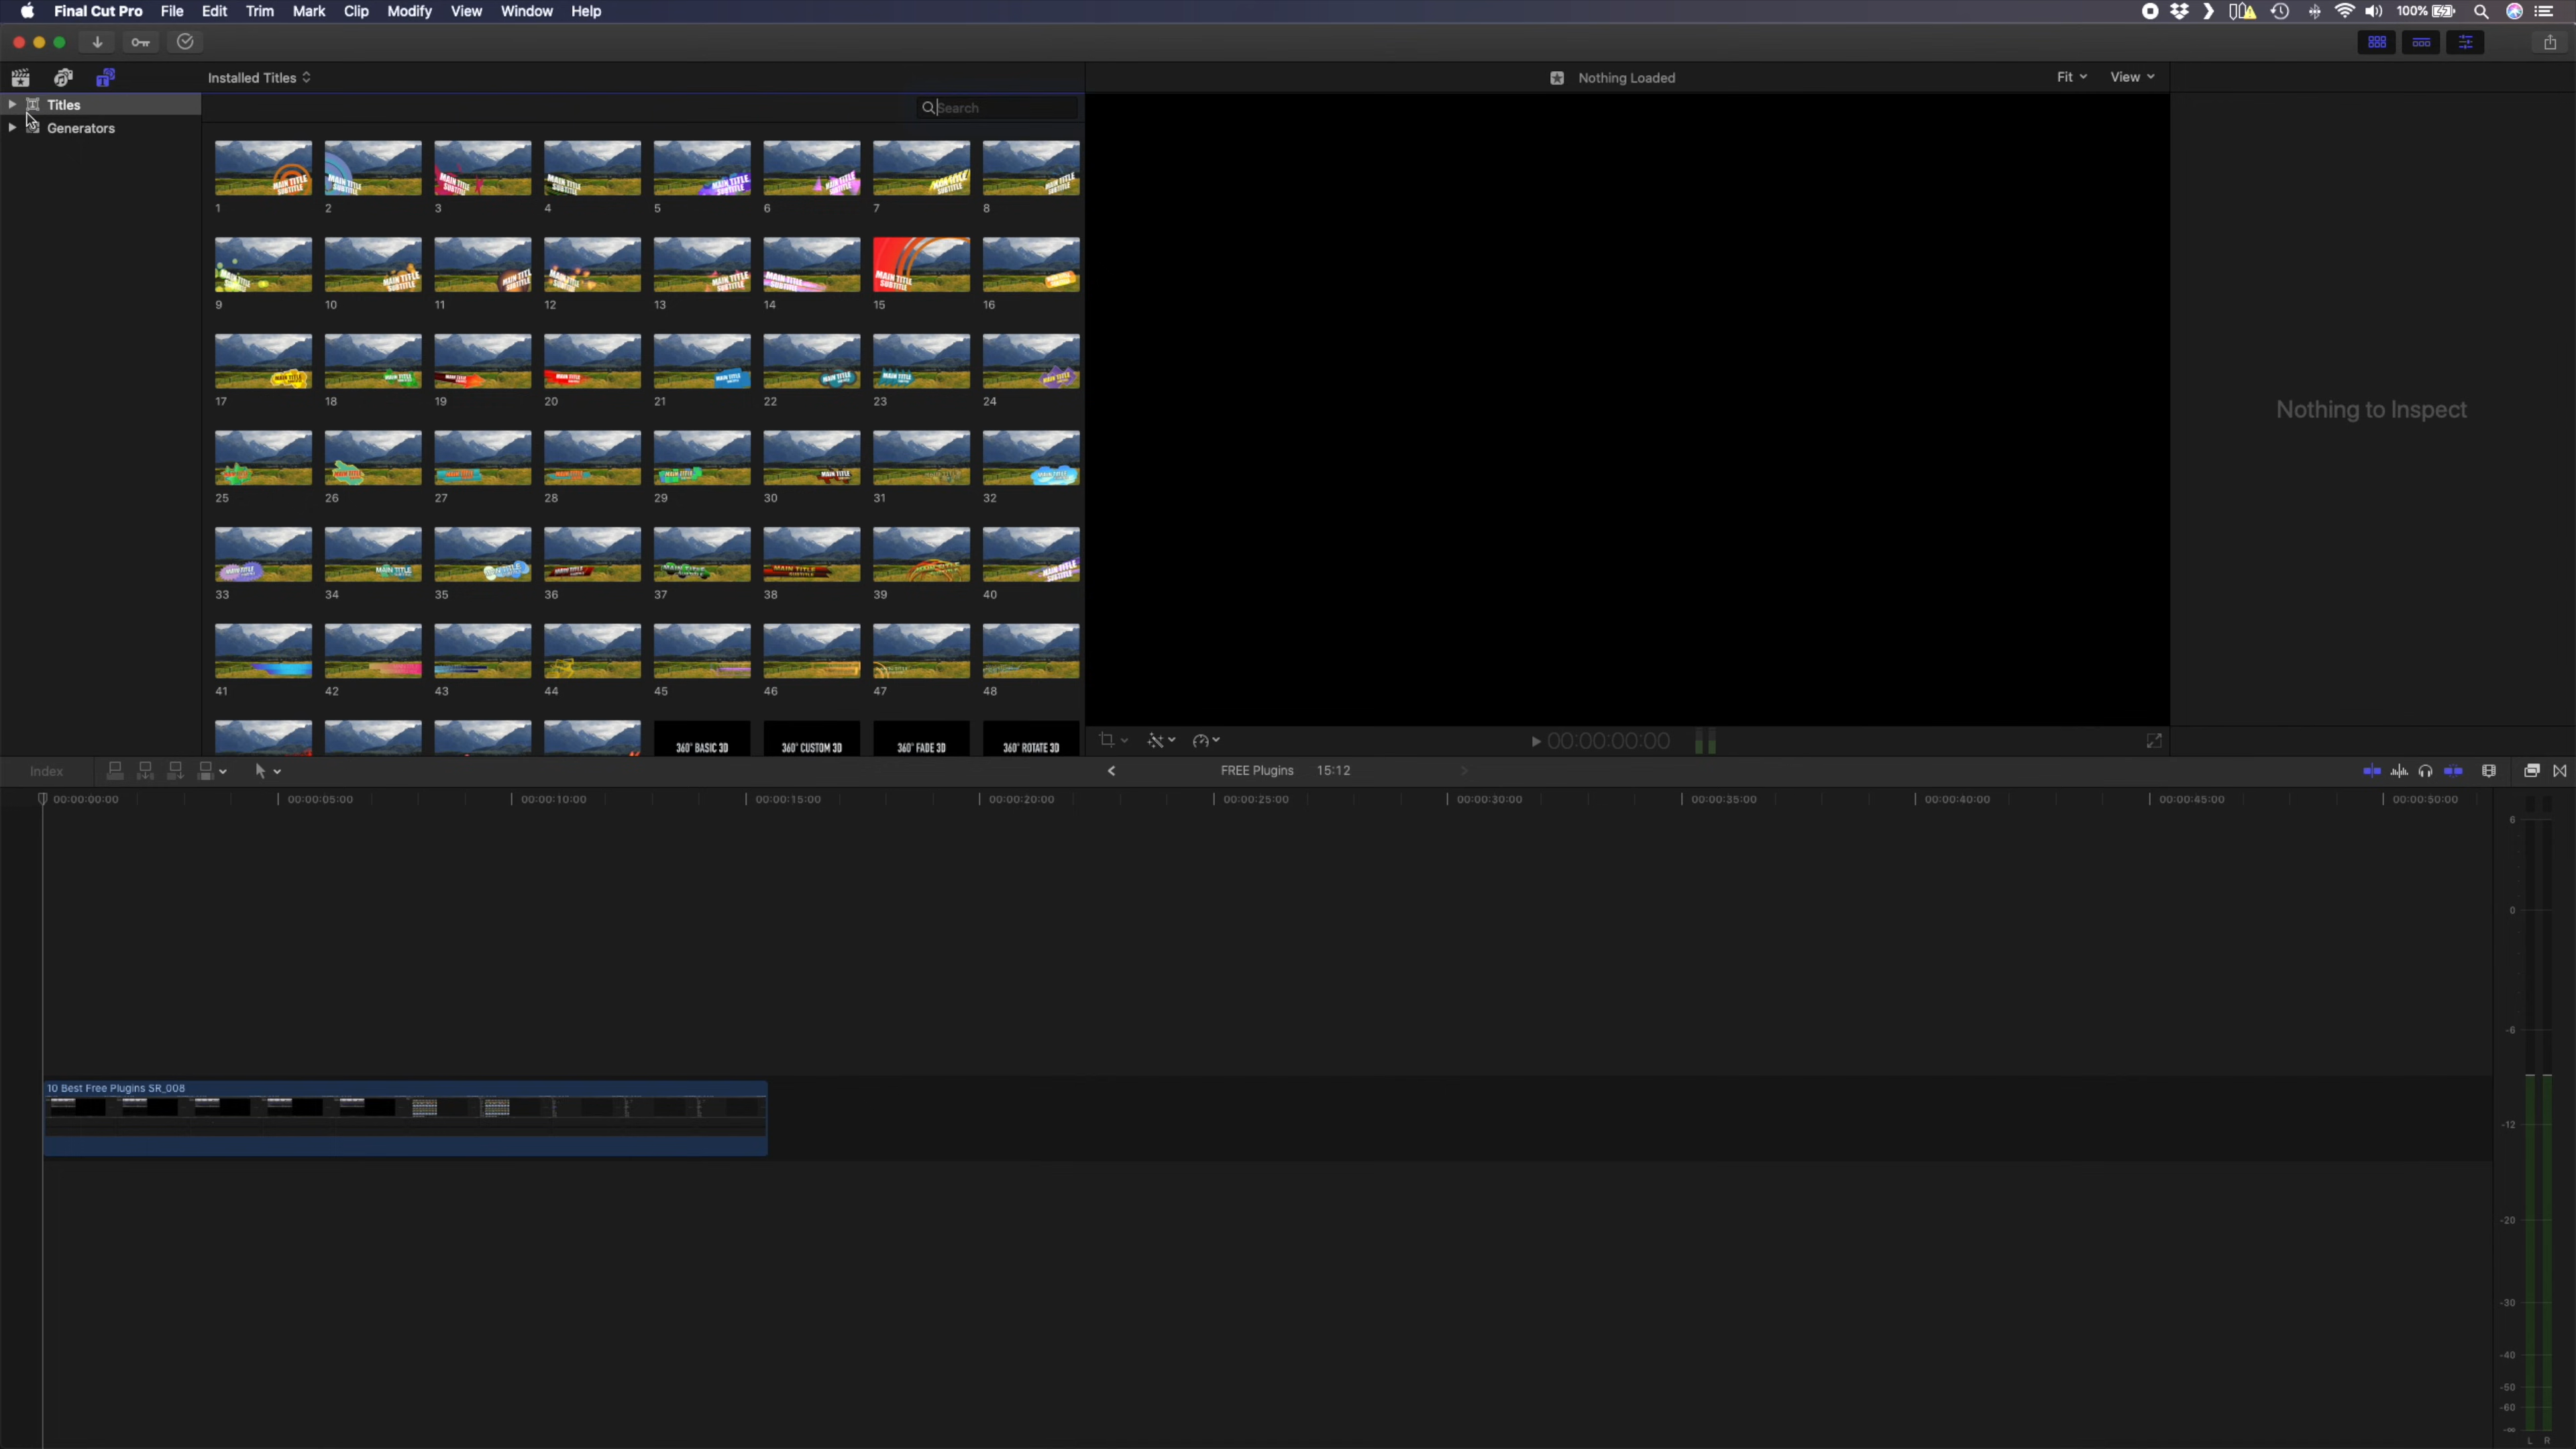 Final Cut Pro File Edit Trim Mark Clip Modify View Window Help 100%
Installed Titles Nothing Loaded Fit View
Titles
Generators
Search
MAIN TITLE SUBTITLE
1 2 3 4 5 6 7 8
9 10 11 12 13 14 15 16
17 18 19 20 21 22 23 24
25 26 27 28 29 30 31 32
33 34 35 36 37 38 39 40
41 42 43 44 45 46 47 48
360° BASIC 3D 360° CUSTOM 3D 360° FADE 3D 360° ROTATE 3D
Nothing to Inspect
00:00:00:00
Index FREE Plugins 15:12
00:00:00:00 00:00:05:00 00:00:10:00 00:00:15:00 00:00:20:00 00:00:25:00 00:00:30:00 00:00:35:00 00:00:40:00 00:00:45:00 00:00:50:00
10 Best Free Plugins SR_008
6
0
-6
-12
-20
-30
-40
-50
-60
-∞
L R